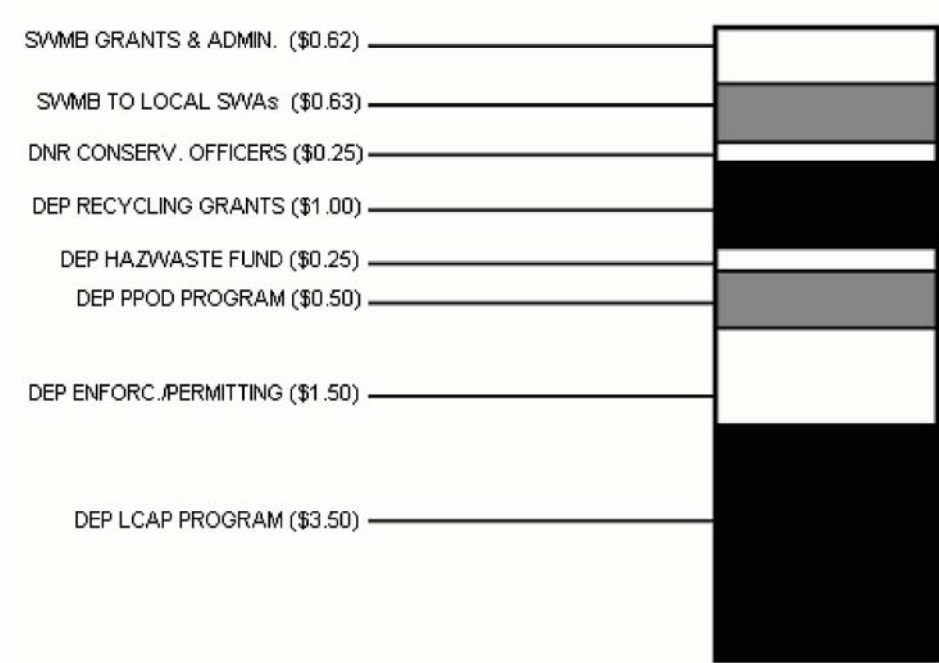 SWMB GRANTS & ADMIN. ($0.62)
SWMB TO LOCAL SWAs ($0.63)
DNR CONSERV. OFFICERS ($0.25)
DEP RECYCLING GRANTS ($1.00)
DEP HAZWASTE FUND ($0.25)
DEP PPOD PROGRAM ($0.50)
DEP ENFORC./PERMITTING ($1.50)
DEP LCAP PROGRAM ($3.50)